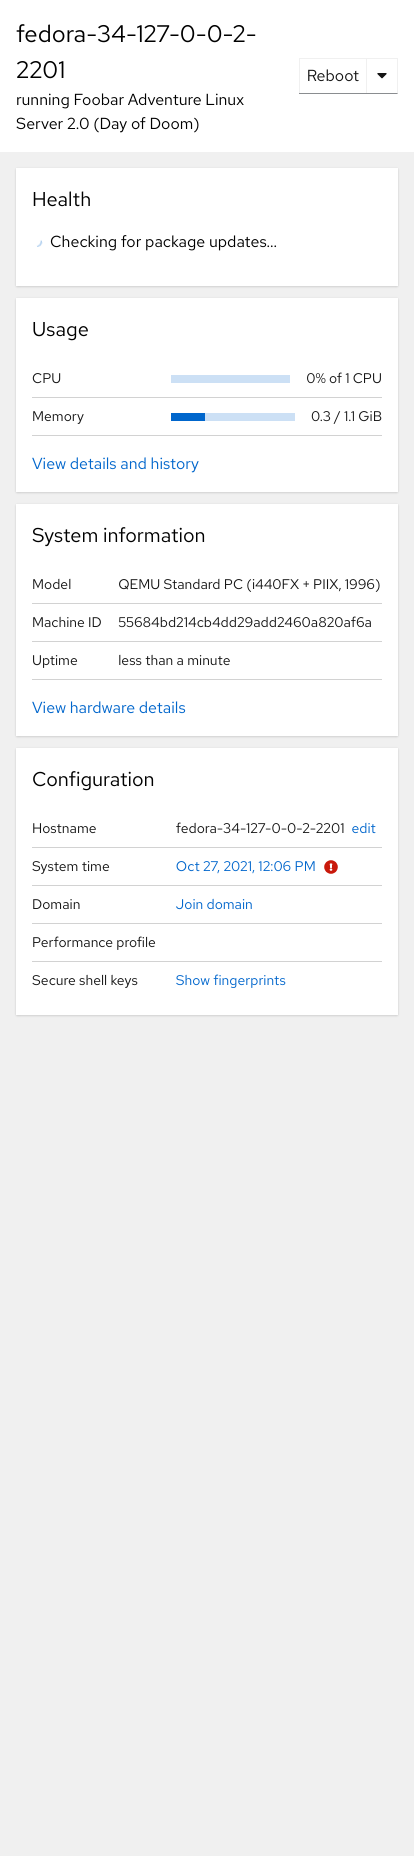 fedora-34-127-0-0-2-
2201
running Foobar Adventure Linux
Server 2.0 (Day of Doom)
Reboot
Health
Checking for package updates...
Usage
CPU 0% of 1 CPU
Memory 0.3 / 1.1 GiB
View details and history
System information
Model QEMU Standard PC (i440FX + PIIX, 1996)
Machine ID 55684bd214cb4dd29add2460a820af6a
Uptime less than a minute
View hardware details
Configuration
Hostname fedora-34-127-0-0-2-2201 edit
System time Oct 27, 2021, 12:06 PM
Domain Join domain
Performance profile
Secure shell keys Show fingerprints